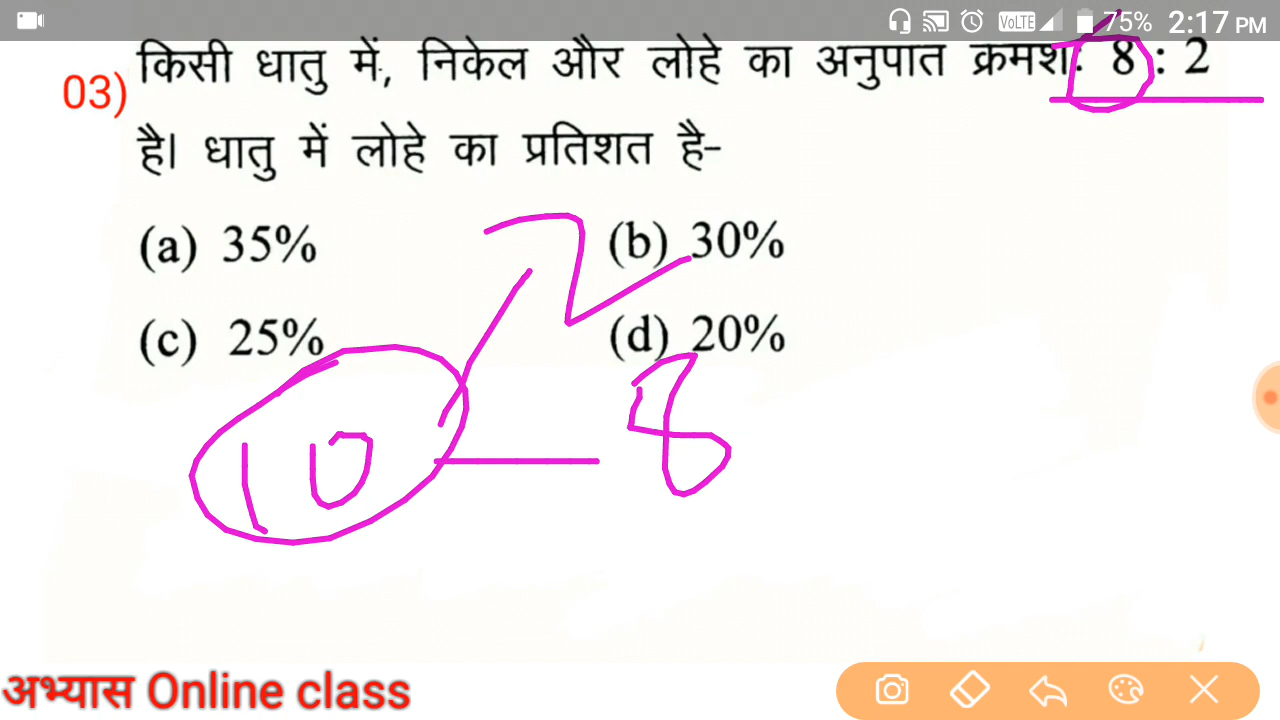 VoLTE 75% 2:17 PM
03) किसी धातु में, निकेल और लोहे का अनुपात क्रमशः 8 : 2
है। धातु में लोहे का प्रतिशत है-
(a) 35% (b) 30%
(c) 25% (d) 20%
2
10 8
अभ्यास Online class